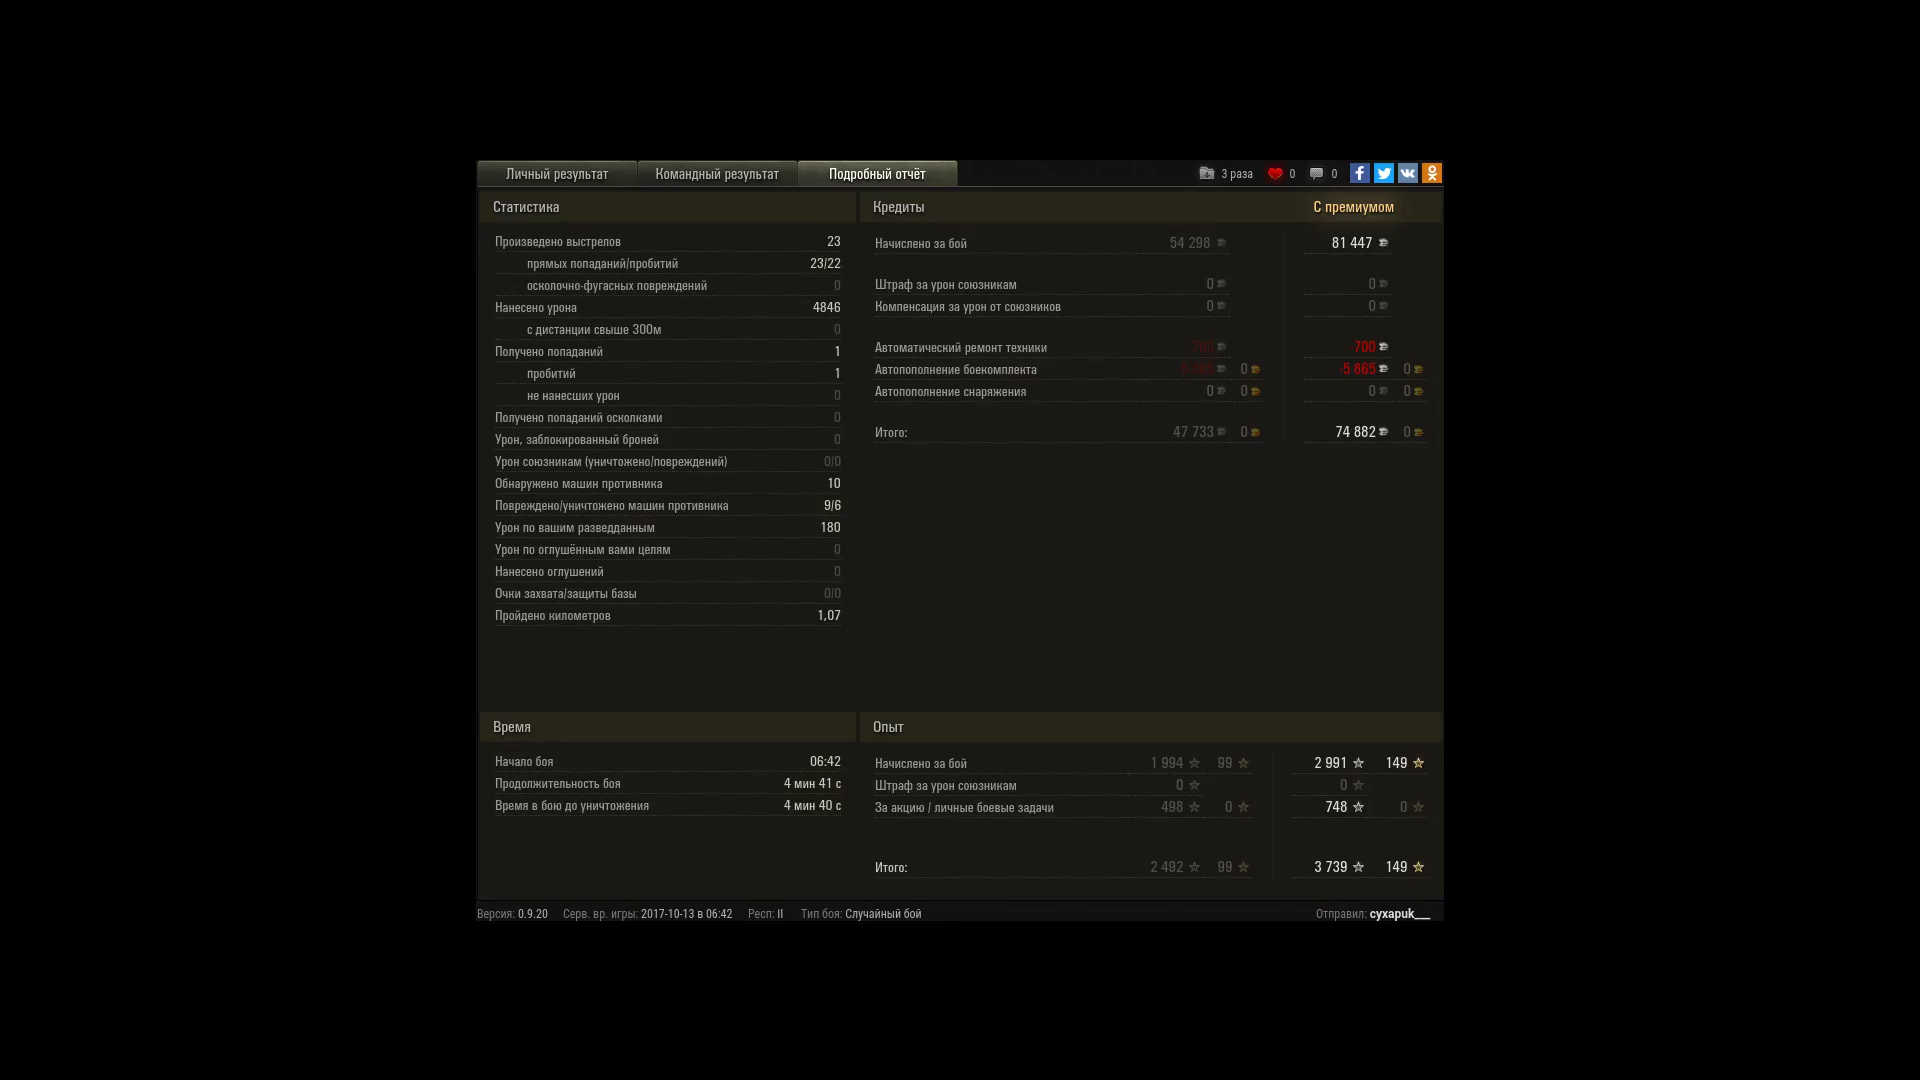 Личный результат Командный результат Подробный отчёт 3 раза 0 0
Статистика
Произведено выстрелов 23
прямых попаданий/пробитий 23/22
осколочно-фугасных повреждений 0
Нанесено урона 4846
с дистанции свыше 300м 0
Получено попаданий 1
пробитий 1
не нанесших урон 0
Получено попаданий осколками 0
Урон, заблокированный броней 0
Урон союзникам (уничтожено/повреждений) 0/0
Обнаружено машин противника 10
Повреждено/уничтожено машин противника 9/6
Урон по вашим разведданным 180
Урон по оглушённым вами целям 0
Нанесено оглушений 0
Очки захвата/защиты базы 0/0
Пройдено километров 1,07
Кредиты С премиумом
Начислено за бой 54 298 81 447
Штраф за урон союзникам 0 0
Компенсация за урон от союзников 0 0
Автоматический ремонт техники -700 -700
Автопополнение боекомплекта 0 -5 865 0
Автопополнение снаряжения 0 0 0 0
Итого: 47 733 0 74 882 0
Время
Начало боя 06:42
Продолжительность боя 4 мин 41 с
Время в бою до уничтожения 4 мин 40 с
Опыт
Начислено за бой 1 994 99 2 991 149
Штраф за урон союзникам 0 0
За акцию / личные боевые задачи 498 0 748 0
Итого: 2 492 99 3 739 149
Версия: 0.9.20 Серв. вр. игры: 2017-10-13 в 06:42 Респ: II Тип боя: Случайный бой Отправил: cyxapuk___